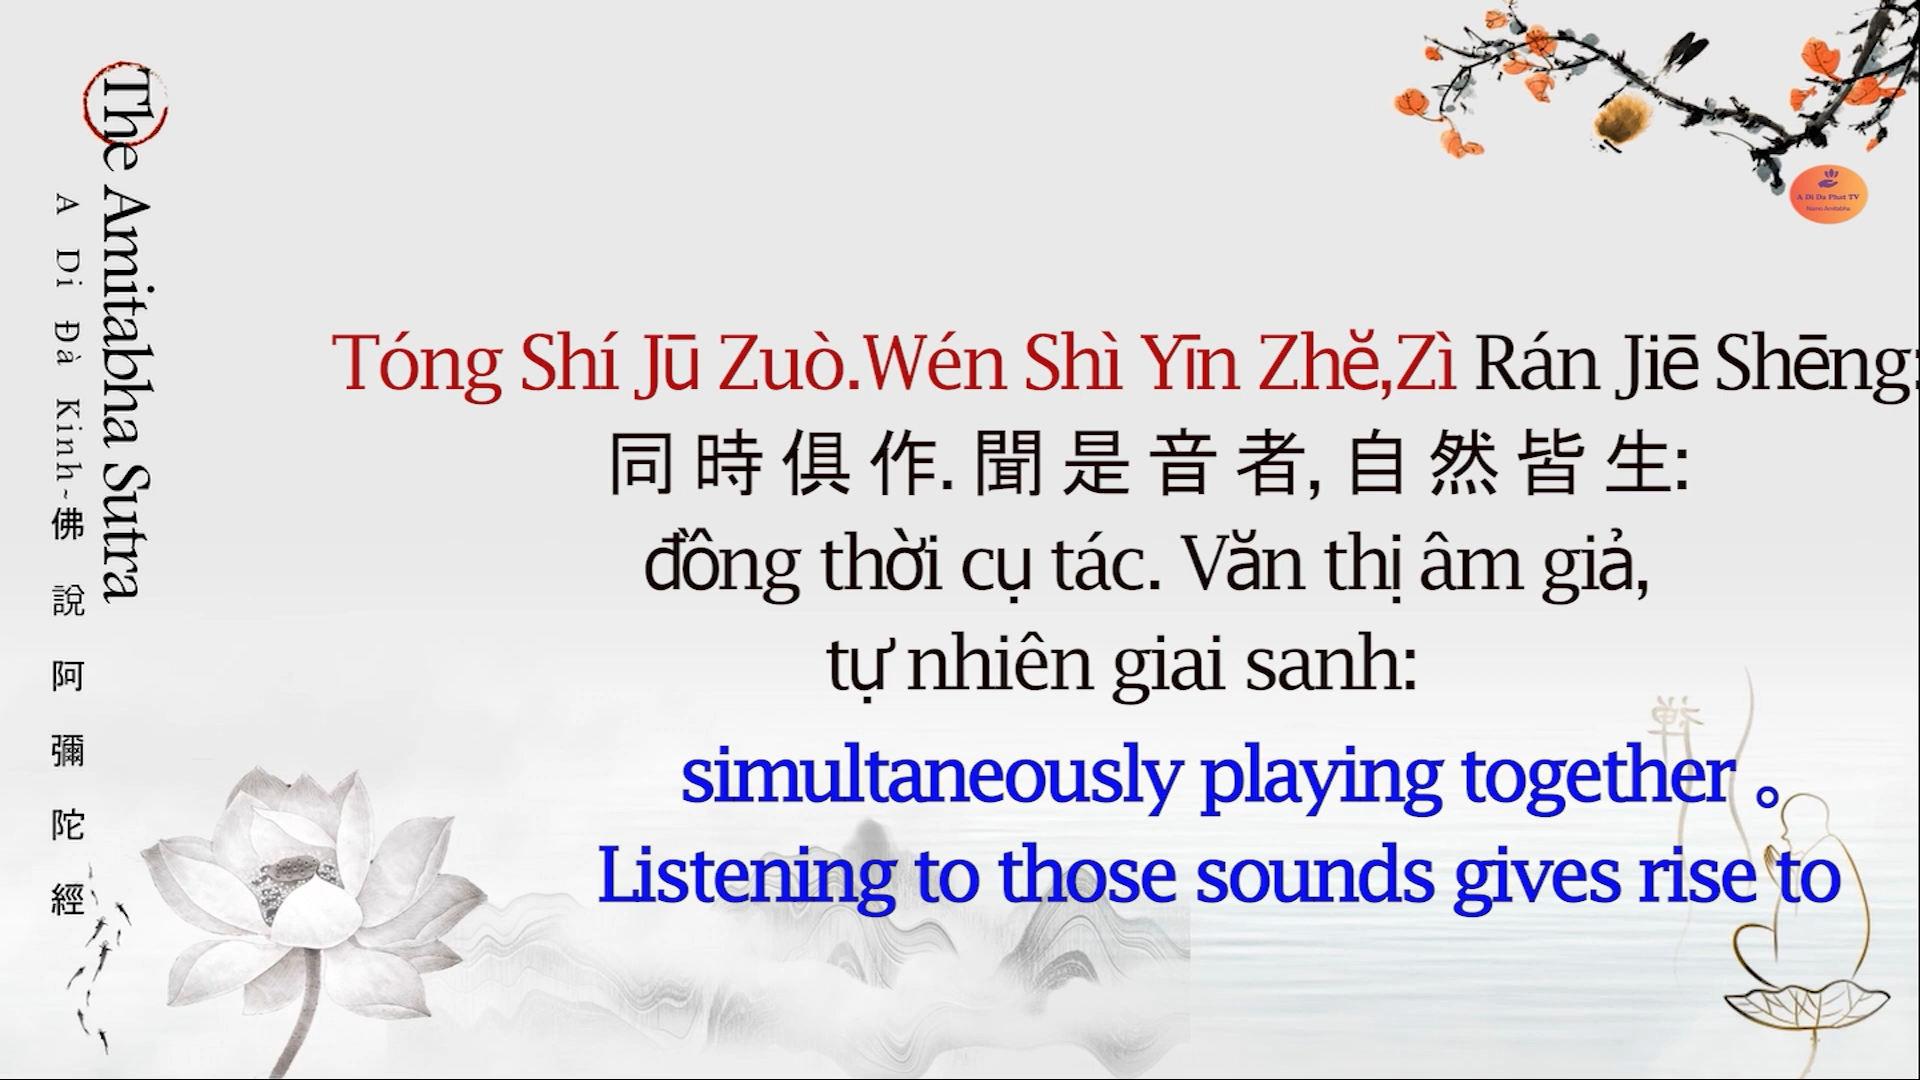 The Amitabha Sutra
A Di Đà Kinh~佛 說 阿 彌 陀 經
A Di Da Phat TV
Namo Amitabha
Tóng Shí Jū Zuò.Wén Shì Yīn Zhě,Zì Rán Jiē Shēng:
同 時 俱 作. 聞 是 音 者, 自 然 皆 生:
đồng thời cụ tác. Văn thị âm giả,
tự nhiên giai sanh:
禅
simultaneously playing together 。
Listening to those sounds gives rise to